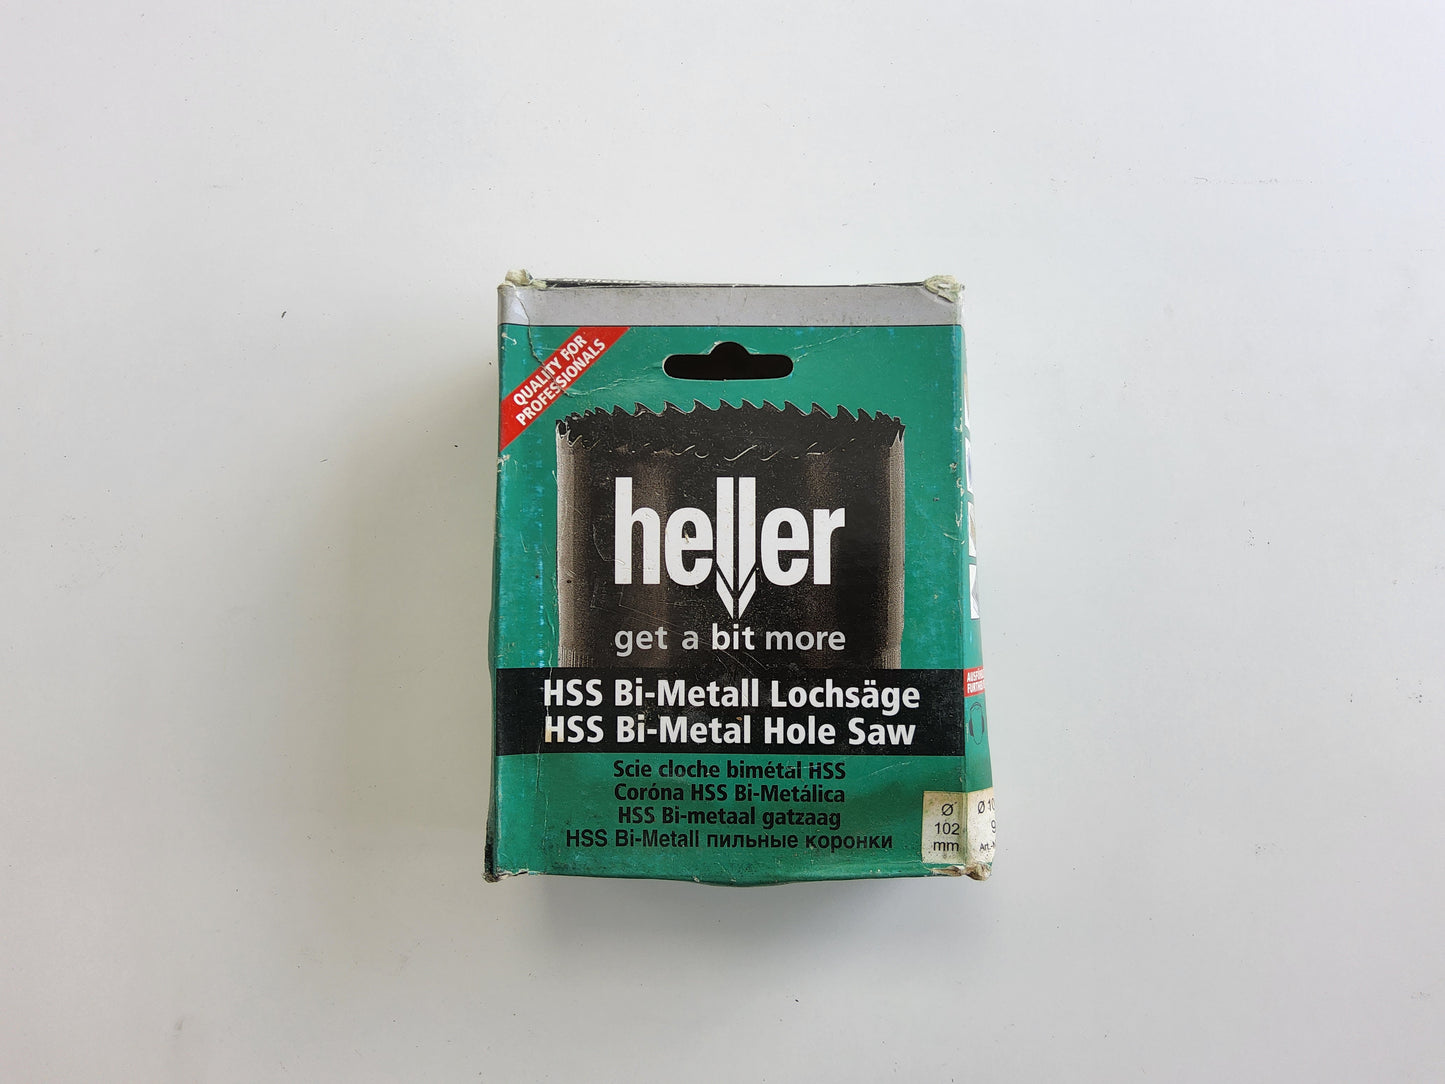 QUALITY FOR
PROFESSIONALS
heller
get a bit more
HSS Bi-Metall Lochsäge
HSS Bi-Metal Hole Saw
Scie cloche bimétal HSS
Coróna HSS Bi-Metálica
HSS Bi-metaal gatzaag
HSS Bi-Metall пильные коронки
Ø
102
mm